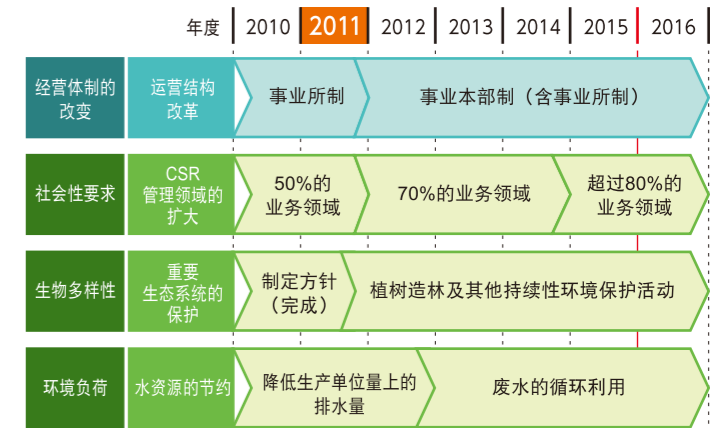 年度 2010 2011 2012 2013 2014 2015 2016
经营体制的
改变
运营结构
改革
事业所制
事业本部制（含事业所制）
社会性要求
CSR
管理领域的
扩大
50%的
业务领域
70%的业务领域
超过80%的
业务领域
生物多样性
重要
生态系统的
保护
制定方针
（完成）
植树造林及其他持续性环境保护活动
环境负荷
水资源的节约
降低生产单位量上的
排水量
废水的循环利用